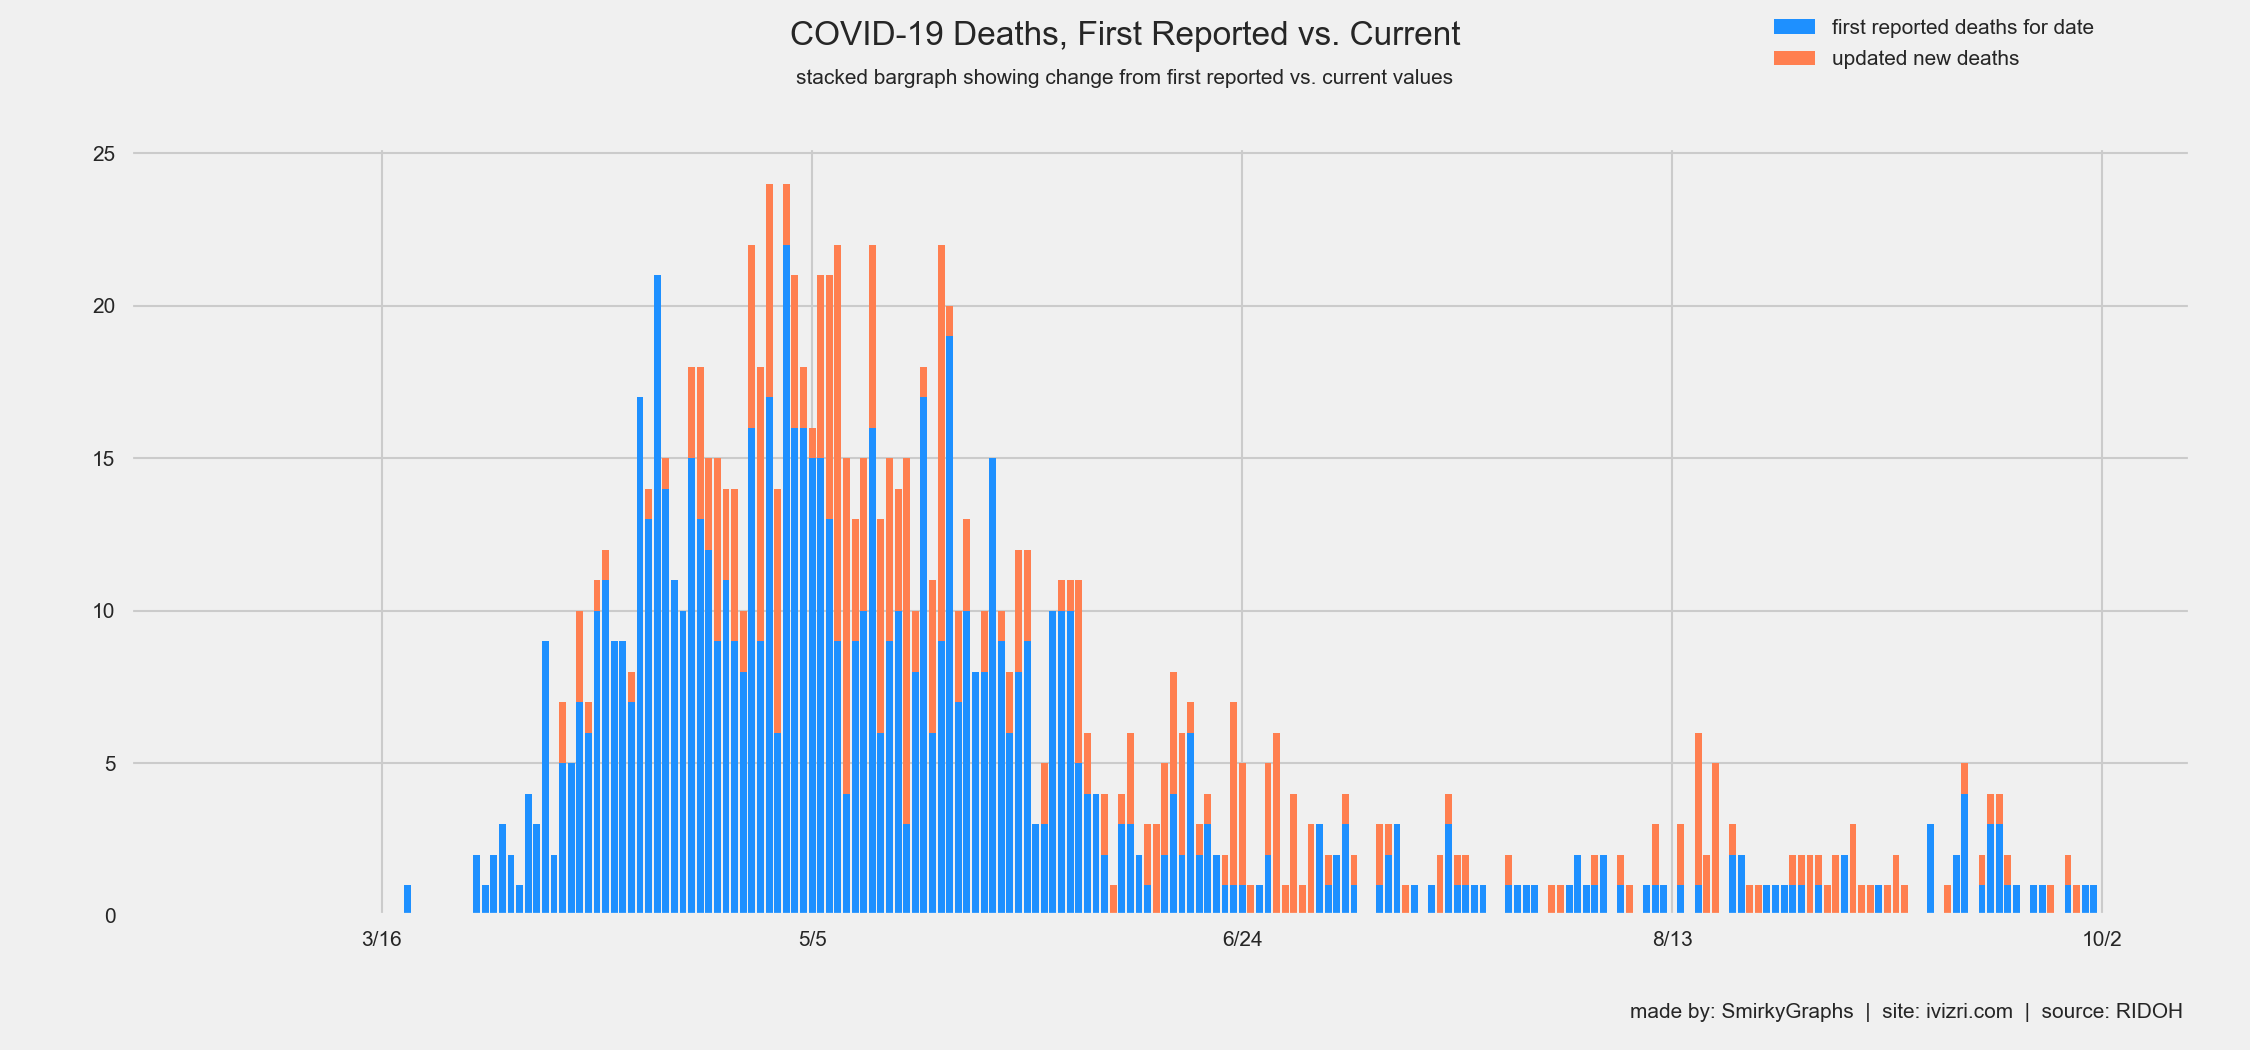 COVID-19 Deaths, First Reported vs. Current
stacked bargraph showing change from first reported vs. current values
first reported deaths for date
updated new deaths
25
20
15
10
5
0
3/16 5/5 6/24 8/13 10/2
made by: SmirkyGraphs | site: ivizri.com | source: RIDOH